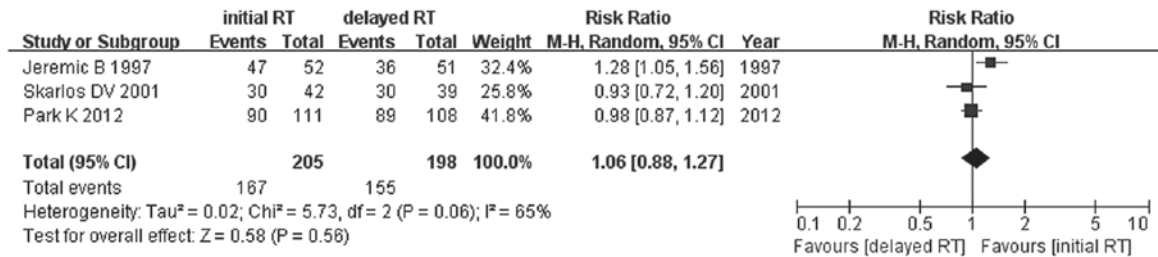 initial RT delayed RT Risk Ratio Risk Ratio
Study or Subgroup Events Total Events Total Weight M-H, Random, 95% CI Year M-H, Random, 95% CI
Jeremic B 1997 47 52 36 51 32.4% 1.28 [1.05, 1.56] 1997
Skarlos DV 2001 30 42 30 39 25.8% 0.93 [0.72, 1.20] 2001
Park K 2012 90 111 89 108 41.8% 0.98 [0.87, 1.12] 2012
Total (95% CI) 205 198 100.0% 1.06 [0.88, 1.27]
Total events 167 155
Heterogeneity: Tau² = 0.02; Chi² = 5.73, df = 2 (P = 0.06); I² = 65%
Test for overall effect: Z = 0.58 (P = 0.56)
0.1 0.2 0.5 1 2 5 10
Favours [delayed RT] Favours [initial RT]